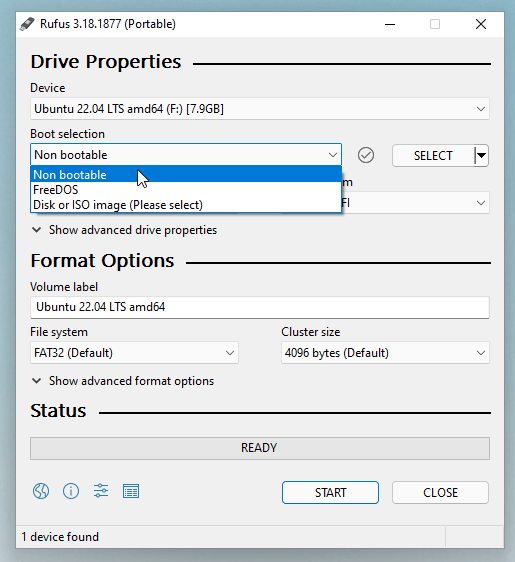 Rufus 3.18.1877 (Portable)
Drive Properties
Device
Ubuntu 22.04 LTS amd64 (F:) [7.9GB]
Boot selection
Non bootable
SELECT
Non bootable
FreeDOS
Disk or ISO image (Please select)
Show advanced drive properties
Format Options
Volume label
Ubuntu 22.04 LTS amd64
File system
Cluster size
FAT32 (Default)
4096 bytes (Default)
Show advanced format options
Status
READY
START
CLOSE
1 device found